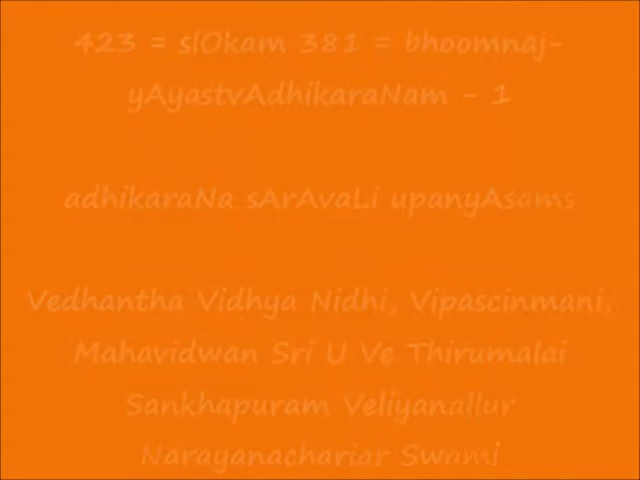 423 = slOkam 381 = bhoomnaj-
yAyastvAdhikaraNam - 1
adhikaraNa sArAvaLi upanyAsams
Vedhantha Vidhya Nidhi, Vipascinmani,
Mahavidwan Sri U Ve Thirumalai
Sankhapuram Veliyanallur
Narayanachariar Swami